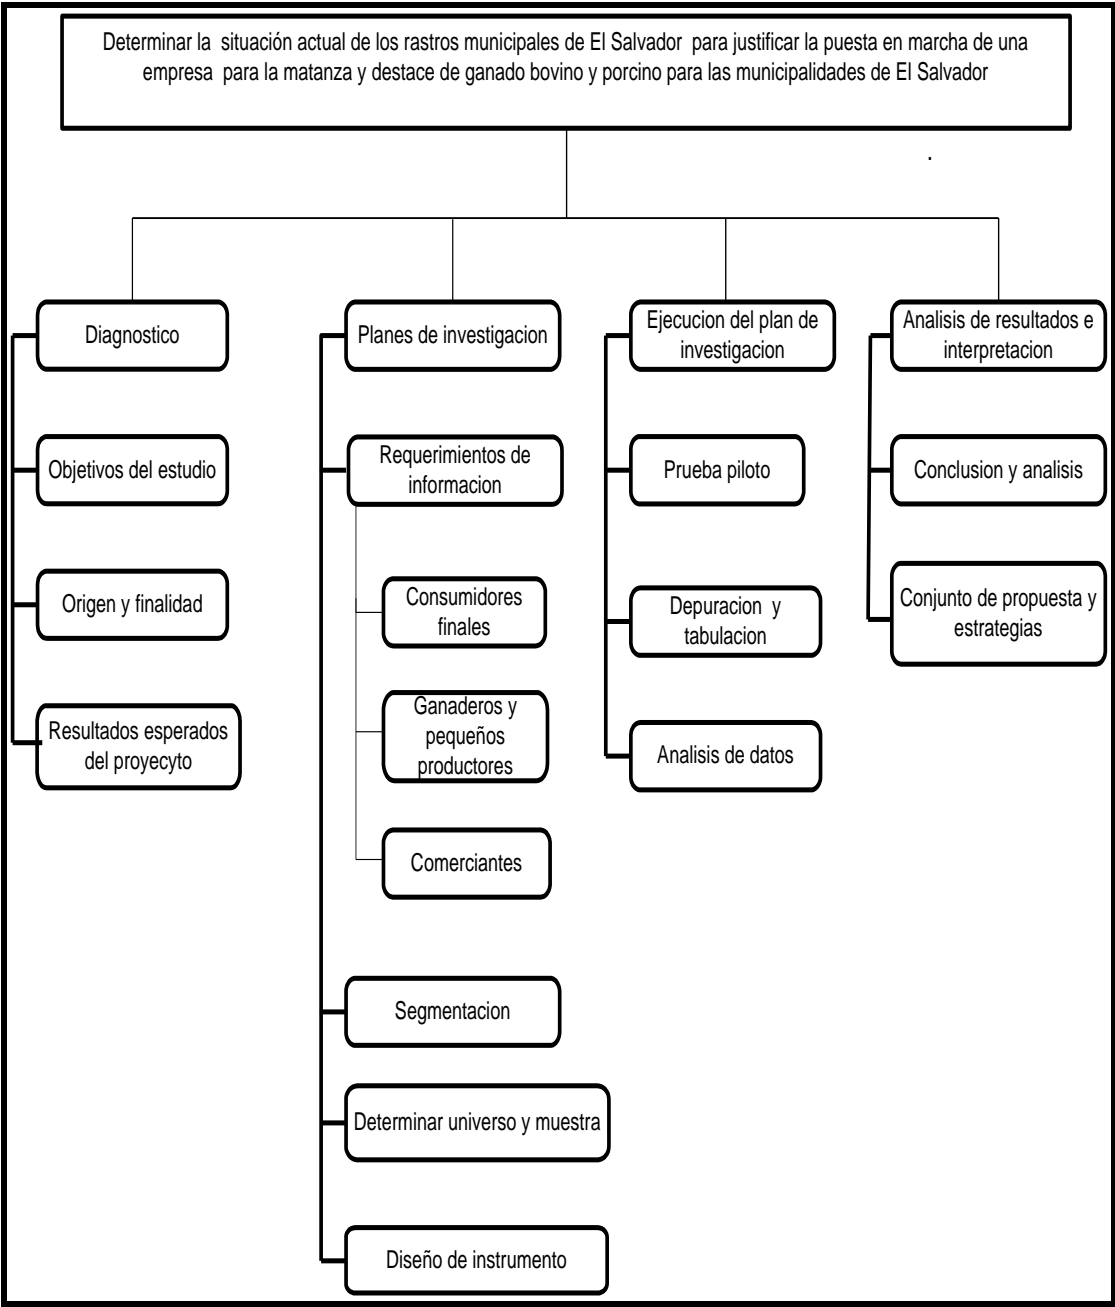 Determinar la situación actual de los rastros municipales de El Salvador para justificar la puesta en marcha de una
empresa para la matanza y destace de ganado bovino y porcino para las municipalidades de El Salvador
.
Diagnostico
Objetivos del estudio
Origen y finalidad
Resultados esperados
del proyecyto
Planes de investigacion
Requerimientos de
informacion
Consumidores
finales
Ganaderos y
pequeños
productores
Comerciantes
Segmentacion
Determinar universo y muestra
Diseño de instrumento
Ejecucion del plan de
investigacion
Prueba piloto
Depuracion y
tabulacion
Analisis de datos
Analisis de resultados e
interpretacion
Conclusion y analisis
Conjunto de propuesta y
estrategias